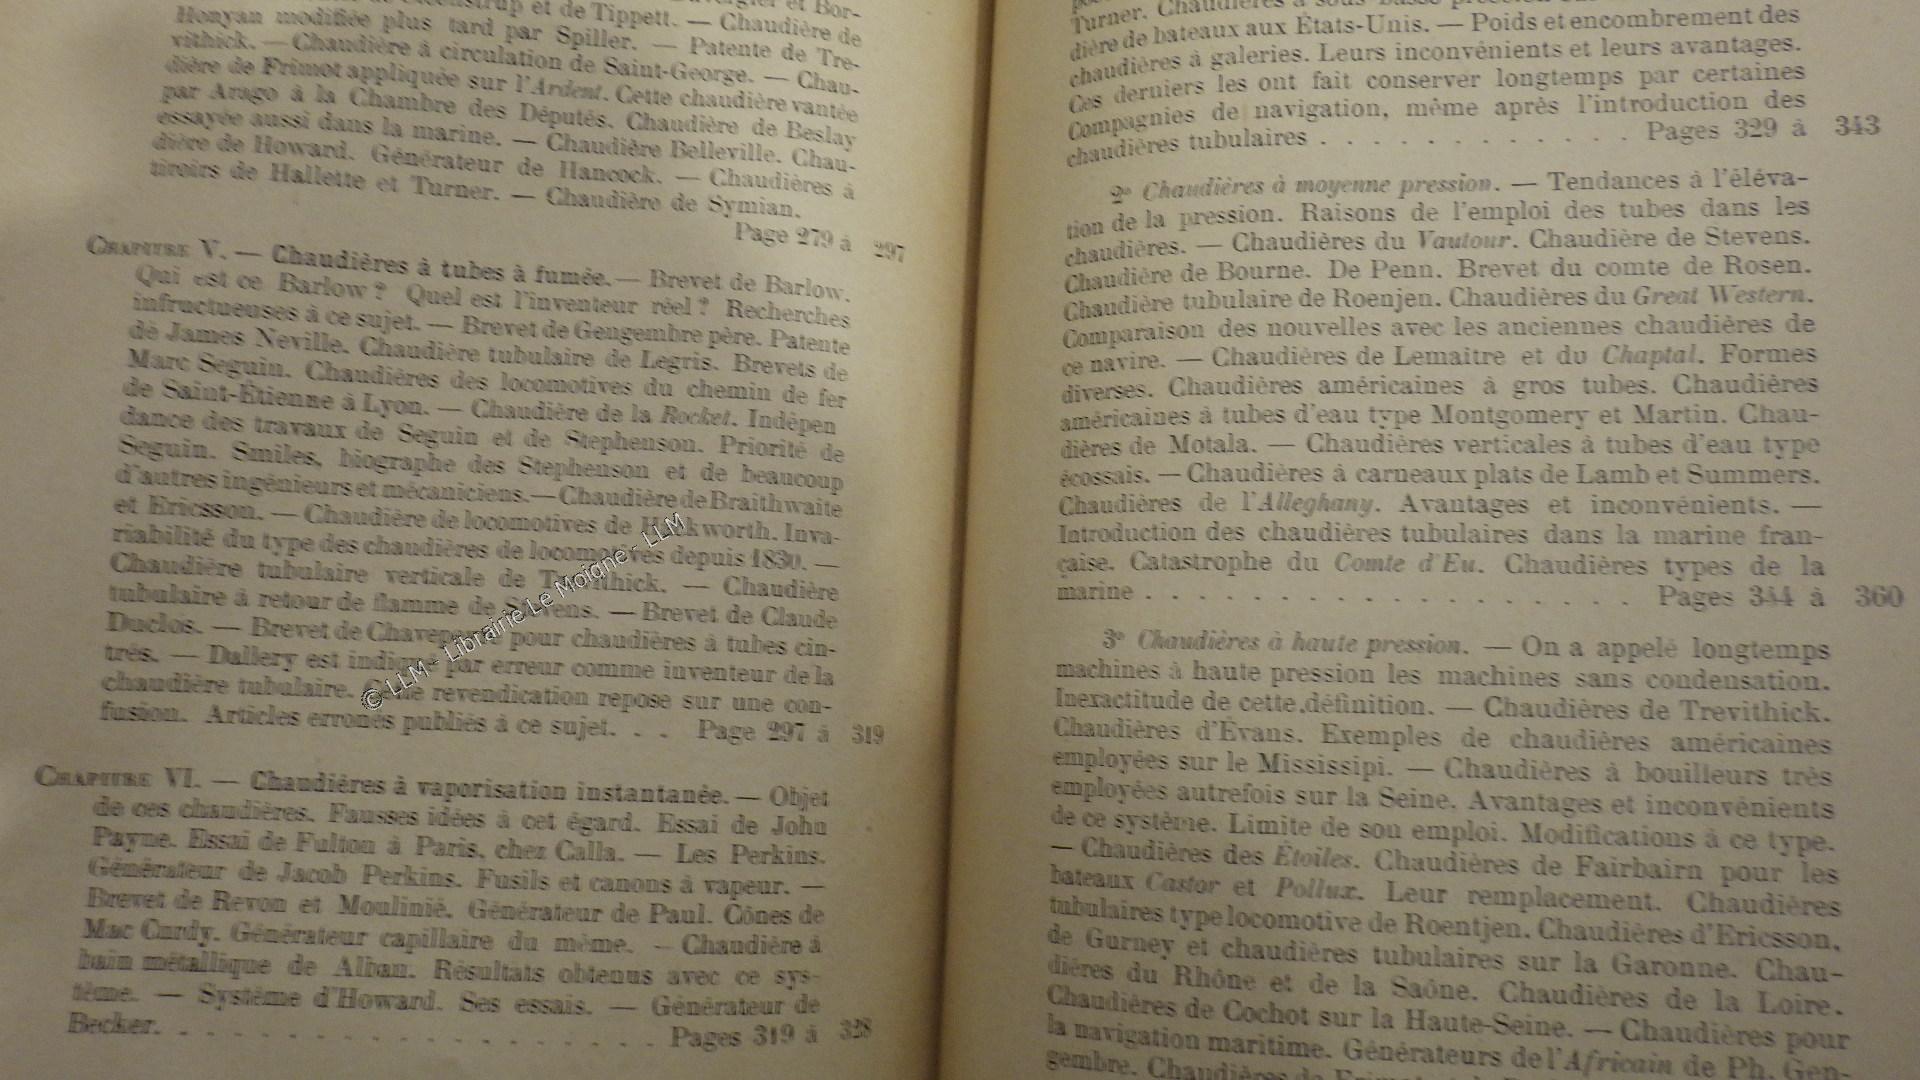 et de Tippett. — Chaudière de
Honyan modifiée plus tard par Spiller. — Patente de Tre-
vithick. — Chaudière à circulation de Saint-George. — Chau-
dière de Frimot appliquée sur l'Ardent. Cette chaudière vantée
par Arago à la Chambre des Députés. Chaudière de Beslay
essayée aussi dans la marine. — Chaudière Belleville. Chau-
dière de Howard. Générateur de Hancock. — Chaudières à
tiroirs de Hallette et Turner. — Chaudière de Symian.
Page 279 à 297
CHAPITRE V. — Chaudières à tubes à fumée. — Brevet de Barlow.
Qui est ce Barlow ? Quel est l'inventeur réel ? Recherches
infructueuses à ce sujet. — Brevet de Gengembre père. Patente
de James Neville. Chaudière tubulaire de Legris. Brevets de
Marc Seguin. Chaudières des locomotives du chemin de fer
de Saint-Étienne à Lyon. — Chaudière de la Rocket. Indépen
dance des travaux de Seguin et de Stephenson. Priorité de
Seguin. Smiles, biographe des Stephenson et de beaucoup
d'autres ingénieurs et mécaniciens. — Chaudière de Braithwaite
et Ericsson. — Chaudière de locomotives de Hackworth. Inva-
riabilité du type des chaudières de locomotives depuis 1830. —
Chaudière tubulaire verticale de Trevithick. — Chaudière
tubulaire à retour de flamme de Stevens. — Brevet de Claude
Duclos. — Brevet de pour chaudières à tubes cin-
trés. — Dallery est indiqué par erreur comme inventeur de la
chaudière tubulaire. Cette revendication repose sur une con-
fusion. Articles erronés publiés à ce sujet. . . Page 297 à 319
CHAPITRE VI. — Chaudières à vaporisation instantanée. — Objet
de ces chaudières. Fausses idées à cet égard. Essai de John
Payne. Essai de Fulton à Paris, chez Calla. — Les Perkins.
Générateur de Jacob Perkins. Fusils et canons à vapeur. —
Brevet de Revon et Moulinié. Générateur de Paul. Cônes de
Mac Curdy. Générateur capillaire du même. — Chaudière à
bain métallique de Alban. Résultats obtenus avec ce sys-
tème. — Système d'Howard. Ses essais. — Générateur de
Becker. . . . . . . . . . . . . . . . . . . Pages 319 à 328
Turner. Chaudières à sous-basse pression
dière de bateaux aux États-Unis. — Poids et encombrement des
chaudières à galeries. Leurs inconvénients et leurs avantages.
Ces derniers les ont fait conserver longtemps par certaines
Compagnies de navigation, même après l'introduction des
chaudières tubulaires . . . . . . . . . . . . Pages 329 à 343
2° Chaudières à moyenne pression. — Tendances à l'éléva-
tion de la pression. Raisons de l'emploi des tubes dans les
chaudières. — Chaudières du Vautour. Chaudière de Stevens.
Chaudière de Bourne. De Penn. Brevet du comte de Rosen.
Chaudière tubulaire de Roenjen. Chaudières du Great Western.
Comparaison des nouvelles avec les anciennes chaudières de
ce navire. — Chaudières de Lemaitre et du Chaptal. Formes
diverses. Chaudières américaines à gros tubes. Chaudières
américaines à tubes d'eau type Montgomery et Martin. Chau-
dières de Motala. — Chaudières verticales à tubes d'eau type
écossais. — Chaudières à carneaux plats de Lamb et Summers.
Chaudières de l'Alleghany. Avantages et inconvénients. —
Introduction des chaudières tubulaires dans la marine fran-
çaise. Catastrophe du Comte d'Eu. Chaudières types de la
marine . . . . . . . . . . . . . . . . . . . Pages 344 à 360
3° Chaudières à haute pression. — On a appelé longtemps
machines à haute pression les machines sans condensation.
Inexactitude de cette définition. — Chaudières de Trevithick.
Chaudières d'Évans. Exemples de chaudières américaines
employées sur le Mississipi. — Chaudières à bouilleurs très
employées autrefois sur la Seine. Avantages et inconvénients
de ce système. Limite de son emploi. Modifications à ce type.
— Chaudières des Étoiles. Chaudières de Fairbairn pour les
bateaux Castor et Pollux. Leur remplacement. Chaudières
tubulaires type locomotive de Roentjen. Chaudières d'Ericsson,
de Gurney et chaudières tubulaires sur la Garonne. Chau-
dières du Rhône et de la Saône. Chaudières de la Loire.
Chaudières de Cochot sur la Haute-Seine. — Chaudières pour
la navigation maritime. Générateurs de l'Africain de Ph. Gen-
gembre. Chaudières de Frimot
© LLM - Librairie Le Moigne - LLM